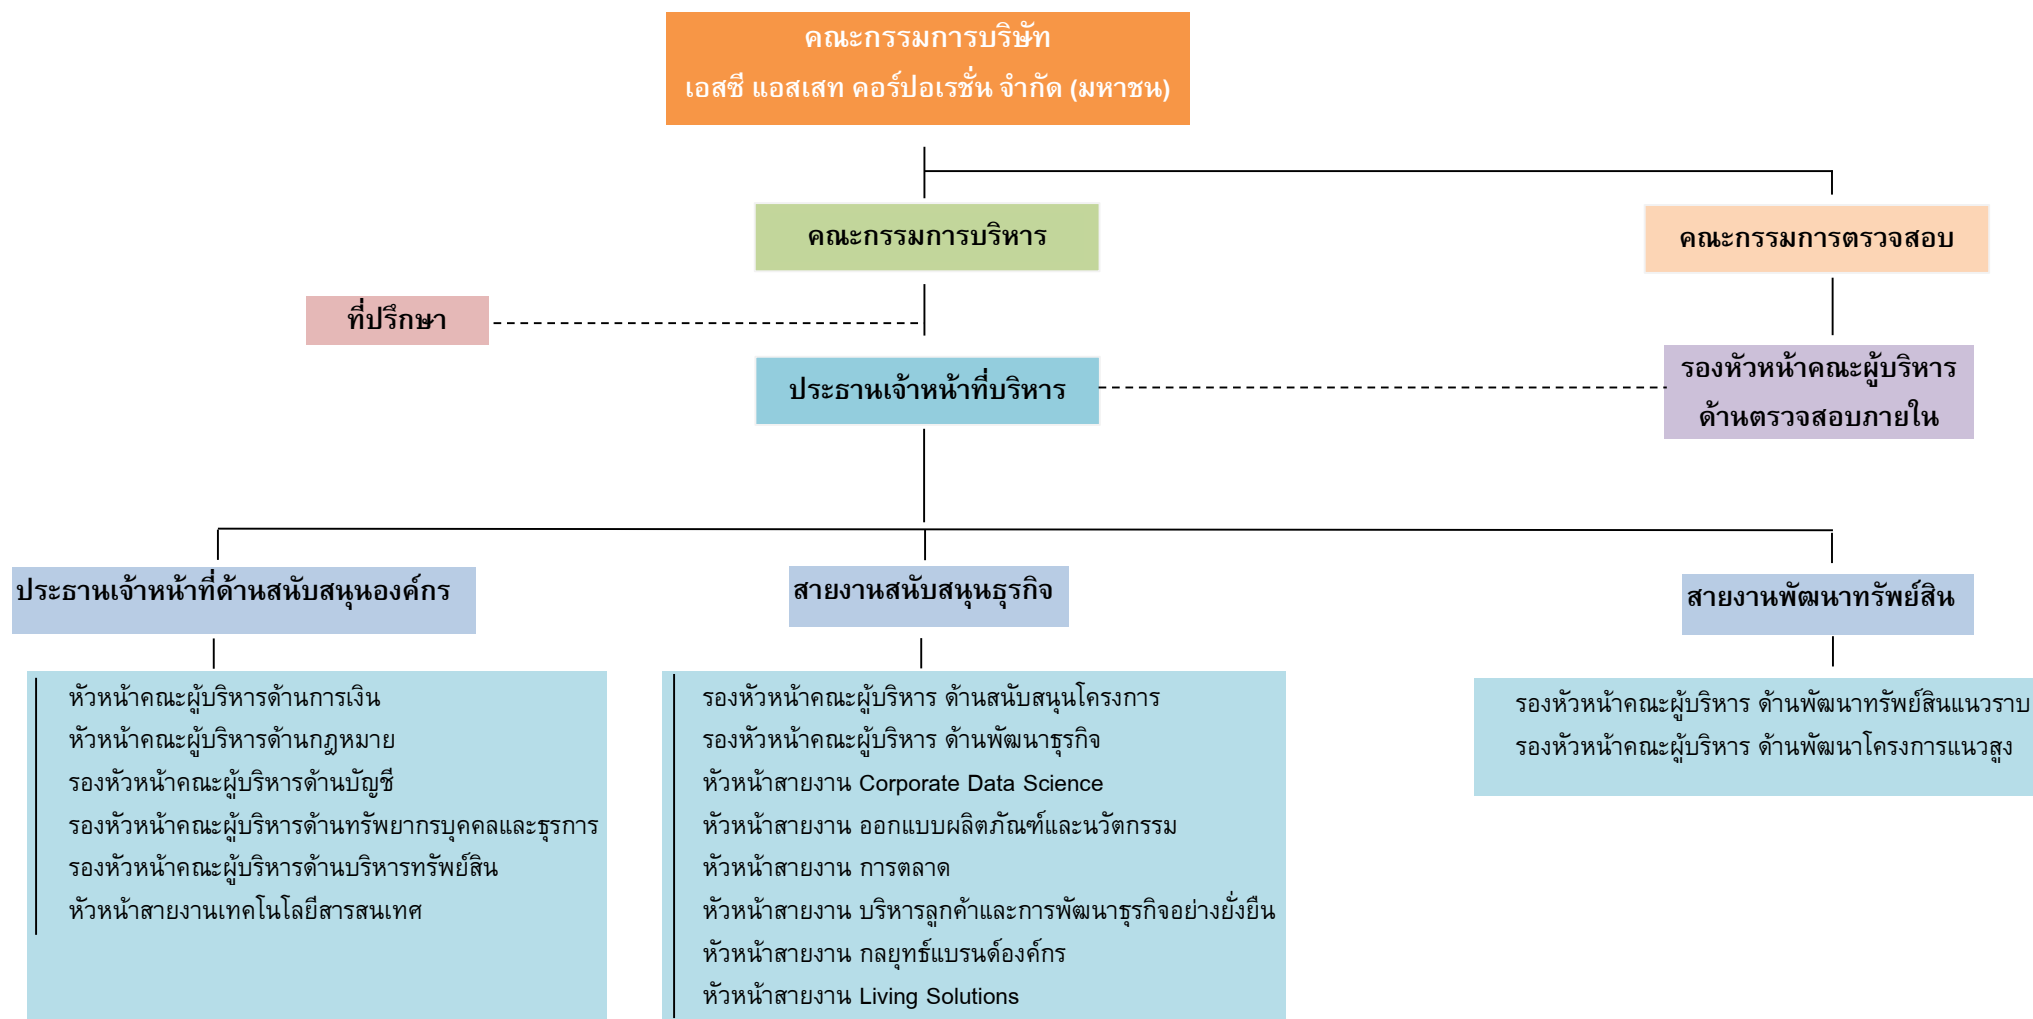 คณะกรรมการบริษัท
เอสซี แอสเสท คอร์ปอเรชั่น จำกัด (มหาชน)
คณะกรรมการบริหาร
คณะกรรมการตรวจสอบ
ที่ปรึกษา
ประธานเจ้าหน้าที่บริหาร
รองหัวหน้าคณะผู้บริหาร
ด้านตรวจสอบภายใน
ประธานเจ้าหน้าที่ด้านสนับสนุนองค์กร
หัวหน้าคณะผู้บริหารด้านการเงิน
หัวหน้าคณะผู้บริหารด้านกฎหมาย
รองหัวหน้าคณะผู้บริหารด้านบัญชี
รองหัวหน้าคณะผู้บริหารด้านทรัพยากรบุคคลและธุรการ
รองหัวหน้าคณะผู้บริหารด้านบริหารทรัพย์สิน
หัวหน้าสายงานเทคโนโลยีสารสนเทศ
สายงานสนับสนุนธุรกิจ
รองหัวหน้าคณะผู้บริหาร ด้านสนับสนุนโครงการ
รองหัวหน้าคณะผู้บริหาร ด้านพัฒนาธุรกิจ
หัวหน้าสายงาน Corporate Data Science
หัวหน้าสายงาน ออกแบบผลิตภัณฑ์และนวัตกรรม
หัวหน้าสายงาน การตลาด
หัวหน้าสายงาน บริหารลูกค้าและการพัฒนาธุรกิจอย่างยั่งยืน
หัวหน้าสายงาน กลยุทธ์แบรนด์องค์กร
หัวหน้าสายงาน Living Solutions
สายงานพัฒนาทรัพย์สิน
รองหัวหน้าคณะผู้บริหาร ด้านพัฒนาทรัพย์สินแนวราบ
รองหัวหน้าคณะผู้บริหาร ด้านพัฒนาโครงการแนวสูง